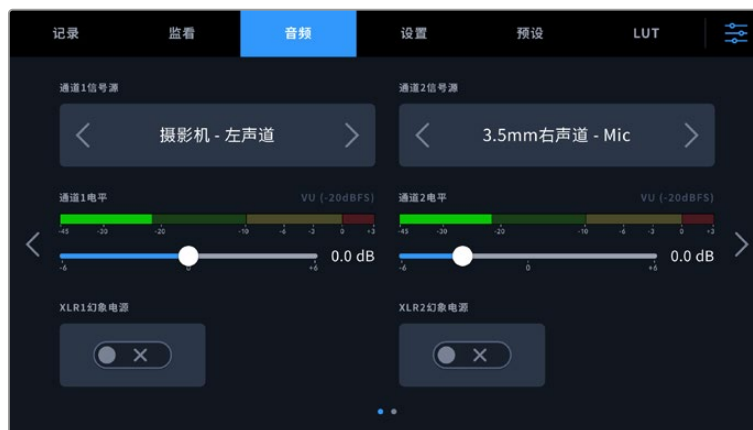 记录 监看 音频 设置 预设 LUT
通道1信号源 通道2信号源
摄影机 - 左声道 3.5mm右声道 - Mic
通道1电平 VU (-20dBFS) 通道2电平 VU (-20dBFS)
-45 -30 -20 -10 -6 -3 0 +3 -45 -30 -20 -10 -6 -3 0 +3
0.0 dB 0.0 dB
-6 0 +6 -6 0 +6
XLR1幻象电源 XLR2幻象电源